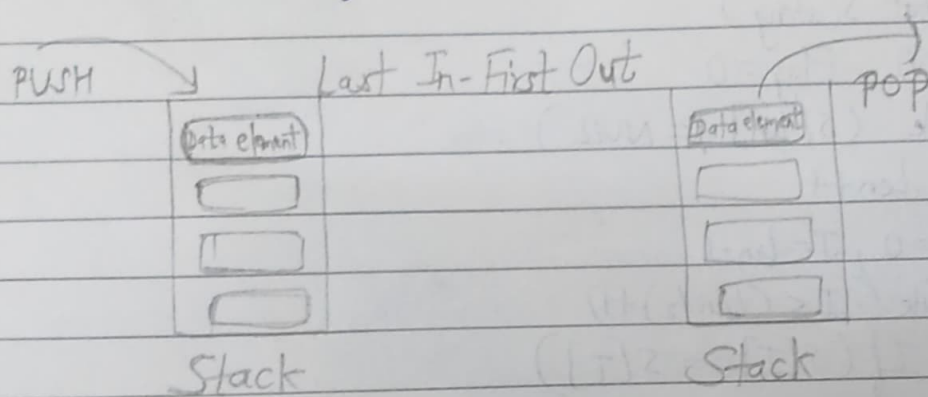 PUSH Last In-First Out POP
Data element Data element
Stack Stack